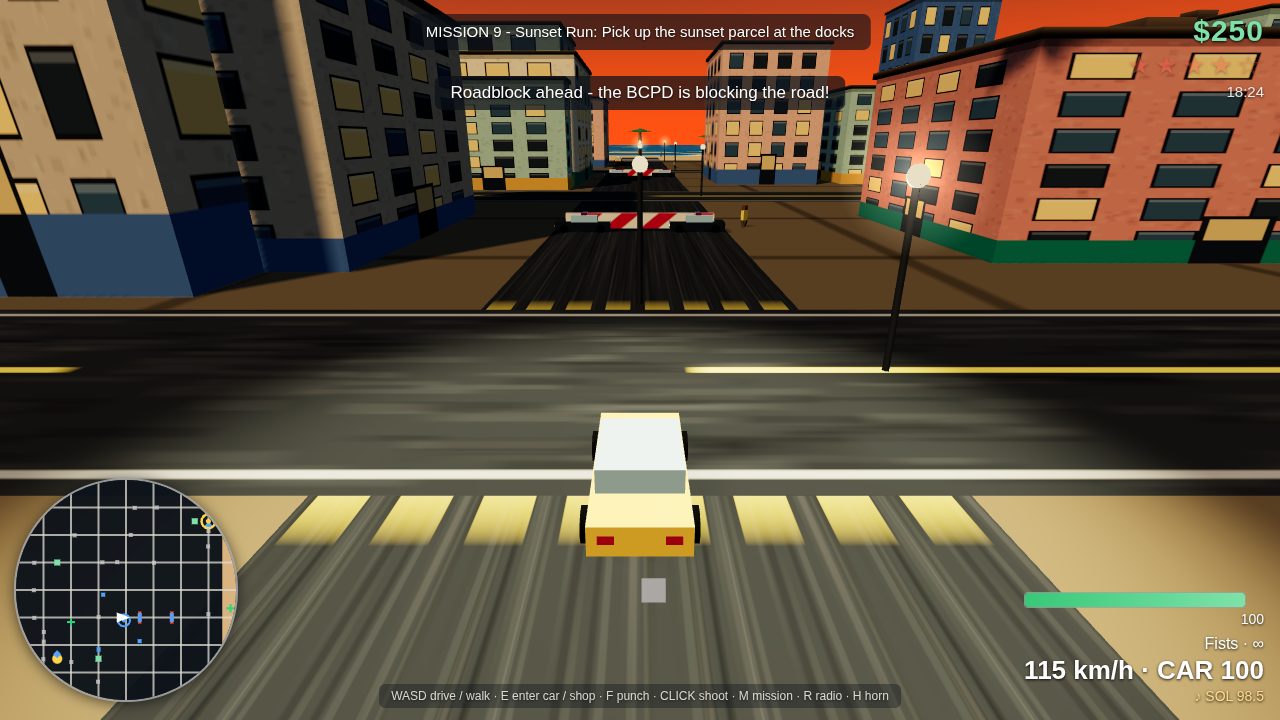 MISSION 9 - Sunset Run: Pick up the sunset parcel at the docks
$250
Roadblock ahead - the BCPD is blocking the road!
18:24
100
Fists · ∞
115 km/h · CAR 100
♪ SOL 98.5
WASD drive / walk · E enter car / shop · F punch · CLICK shoot · M mission · R radio · H horn